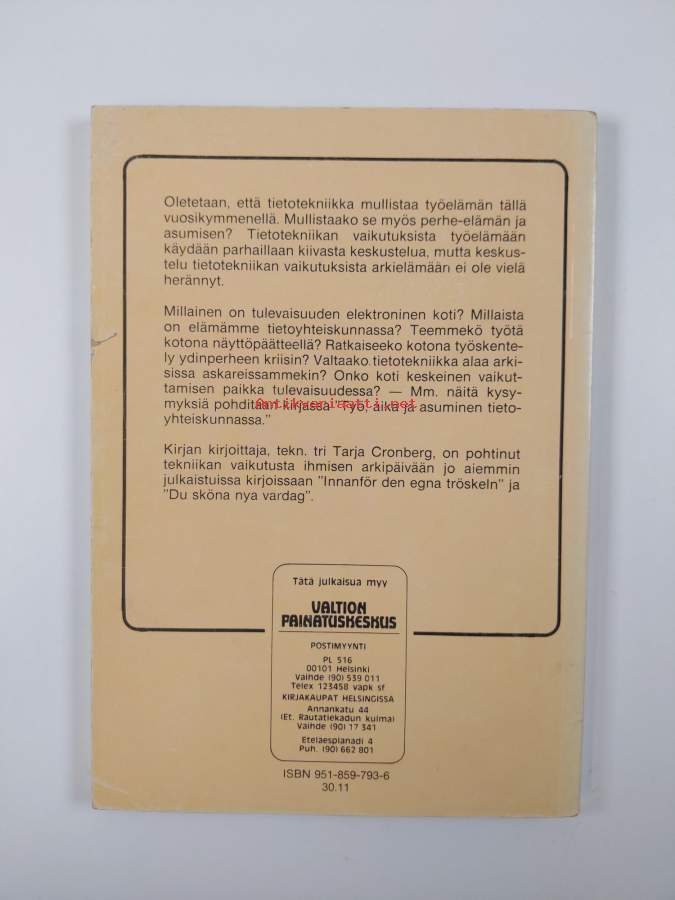 Oletetaan, että tietotekniikka mullistaa työelämän tällä
vuosikymmenellä. Mullistaako se myös perhe-elämän ja
asumisen? Tietotekniikan vaikutuksista työelämään
käydään parhaillaan kiivasta keskustelua, mutta keskus-
telu tietotekniikan vaikutuksista arkielämään ei ole vielä
herännyt.
Millainen on tulevaisuuden elektroninen koti? Millaista
on elämämme tietoyhteiskunnassa? Teemmekö työtä
kotona näyttöpäätteellä? Ratkaiseeko kotona työskente-
ly ydinperheen kriisin? Valtaako tietotekniikka alaa arki-
sissa askareissammekin? Onko koti keskeinen vaikut-
tamisen paikka tulevaisuudessa? — Mm. näitä kysy-
myksiä pohditaan kirjassa "Työ, aika ja asuminen tieto-
yhteiskunnassa."
Antikvariaatti.net
Kirjan kirjoittaja, tekn. tri Tarja Cronberg, on pohtinut
tekniikan vaikutusta ihmisen arkipäivään jo aiemmin
julkaistuissa kirjoissaan "Innanför den egna tröskeln" ja
"Du sköna nya vardag".
Tätä julkaisua myy
VALTION
PAINATUSKESKUS
POSTIMYYNTI
PL 516
00101 Helsinki
Vaihde (90) 539 011
Telex 123458 vapk sf
KIRJAKAUPAT HELSINGISSÄ
Annankatu 44
(Et. Rautatiekadun kulma)
Vaihde (90) 17 341
Eteläesplanadi 4
Puh. (90) 662 801
ISBN 951-859-793-6
30.11